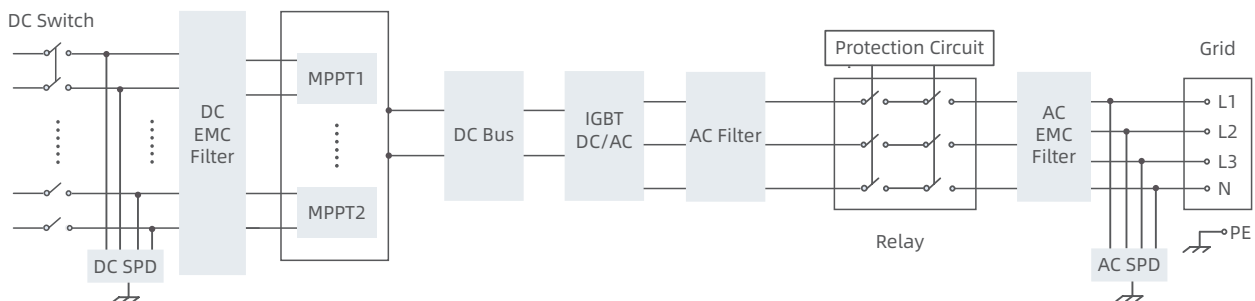 DC Switch
DC
EMC
Filter
DC SPD
MPPT1
MPPT2
DC Bus
IGBT
DC/AC
AC Filter
Protection Circuit
Relay
AC
EMC
Filter
AC SPD
Grid
L1
L2
L3
N
PE